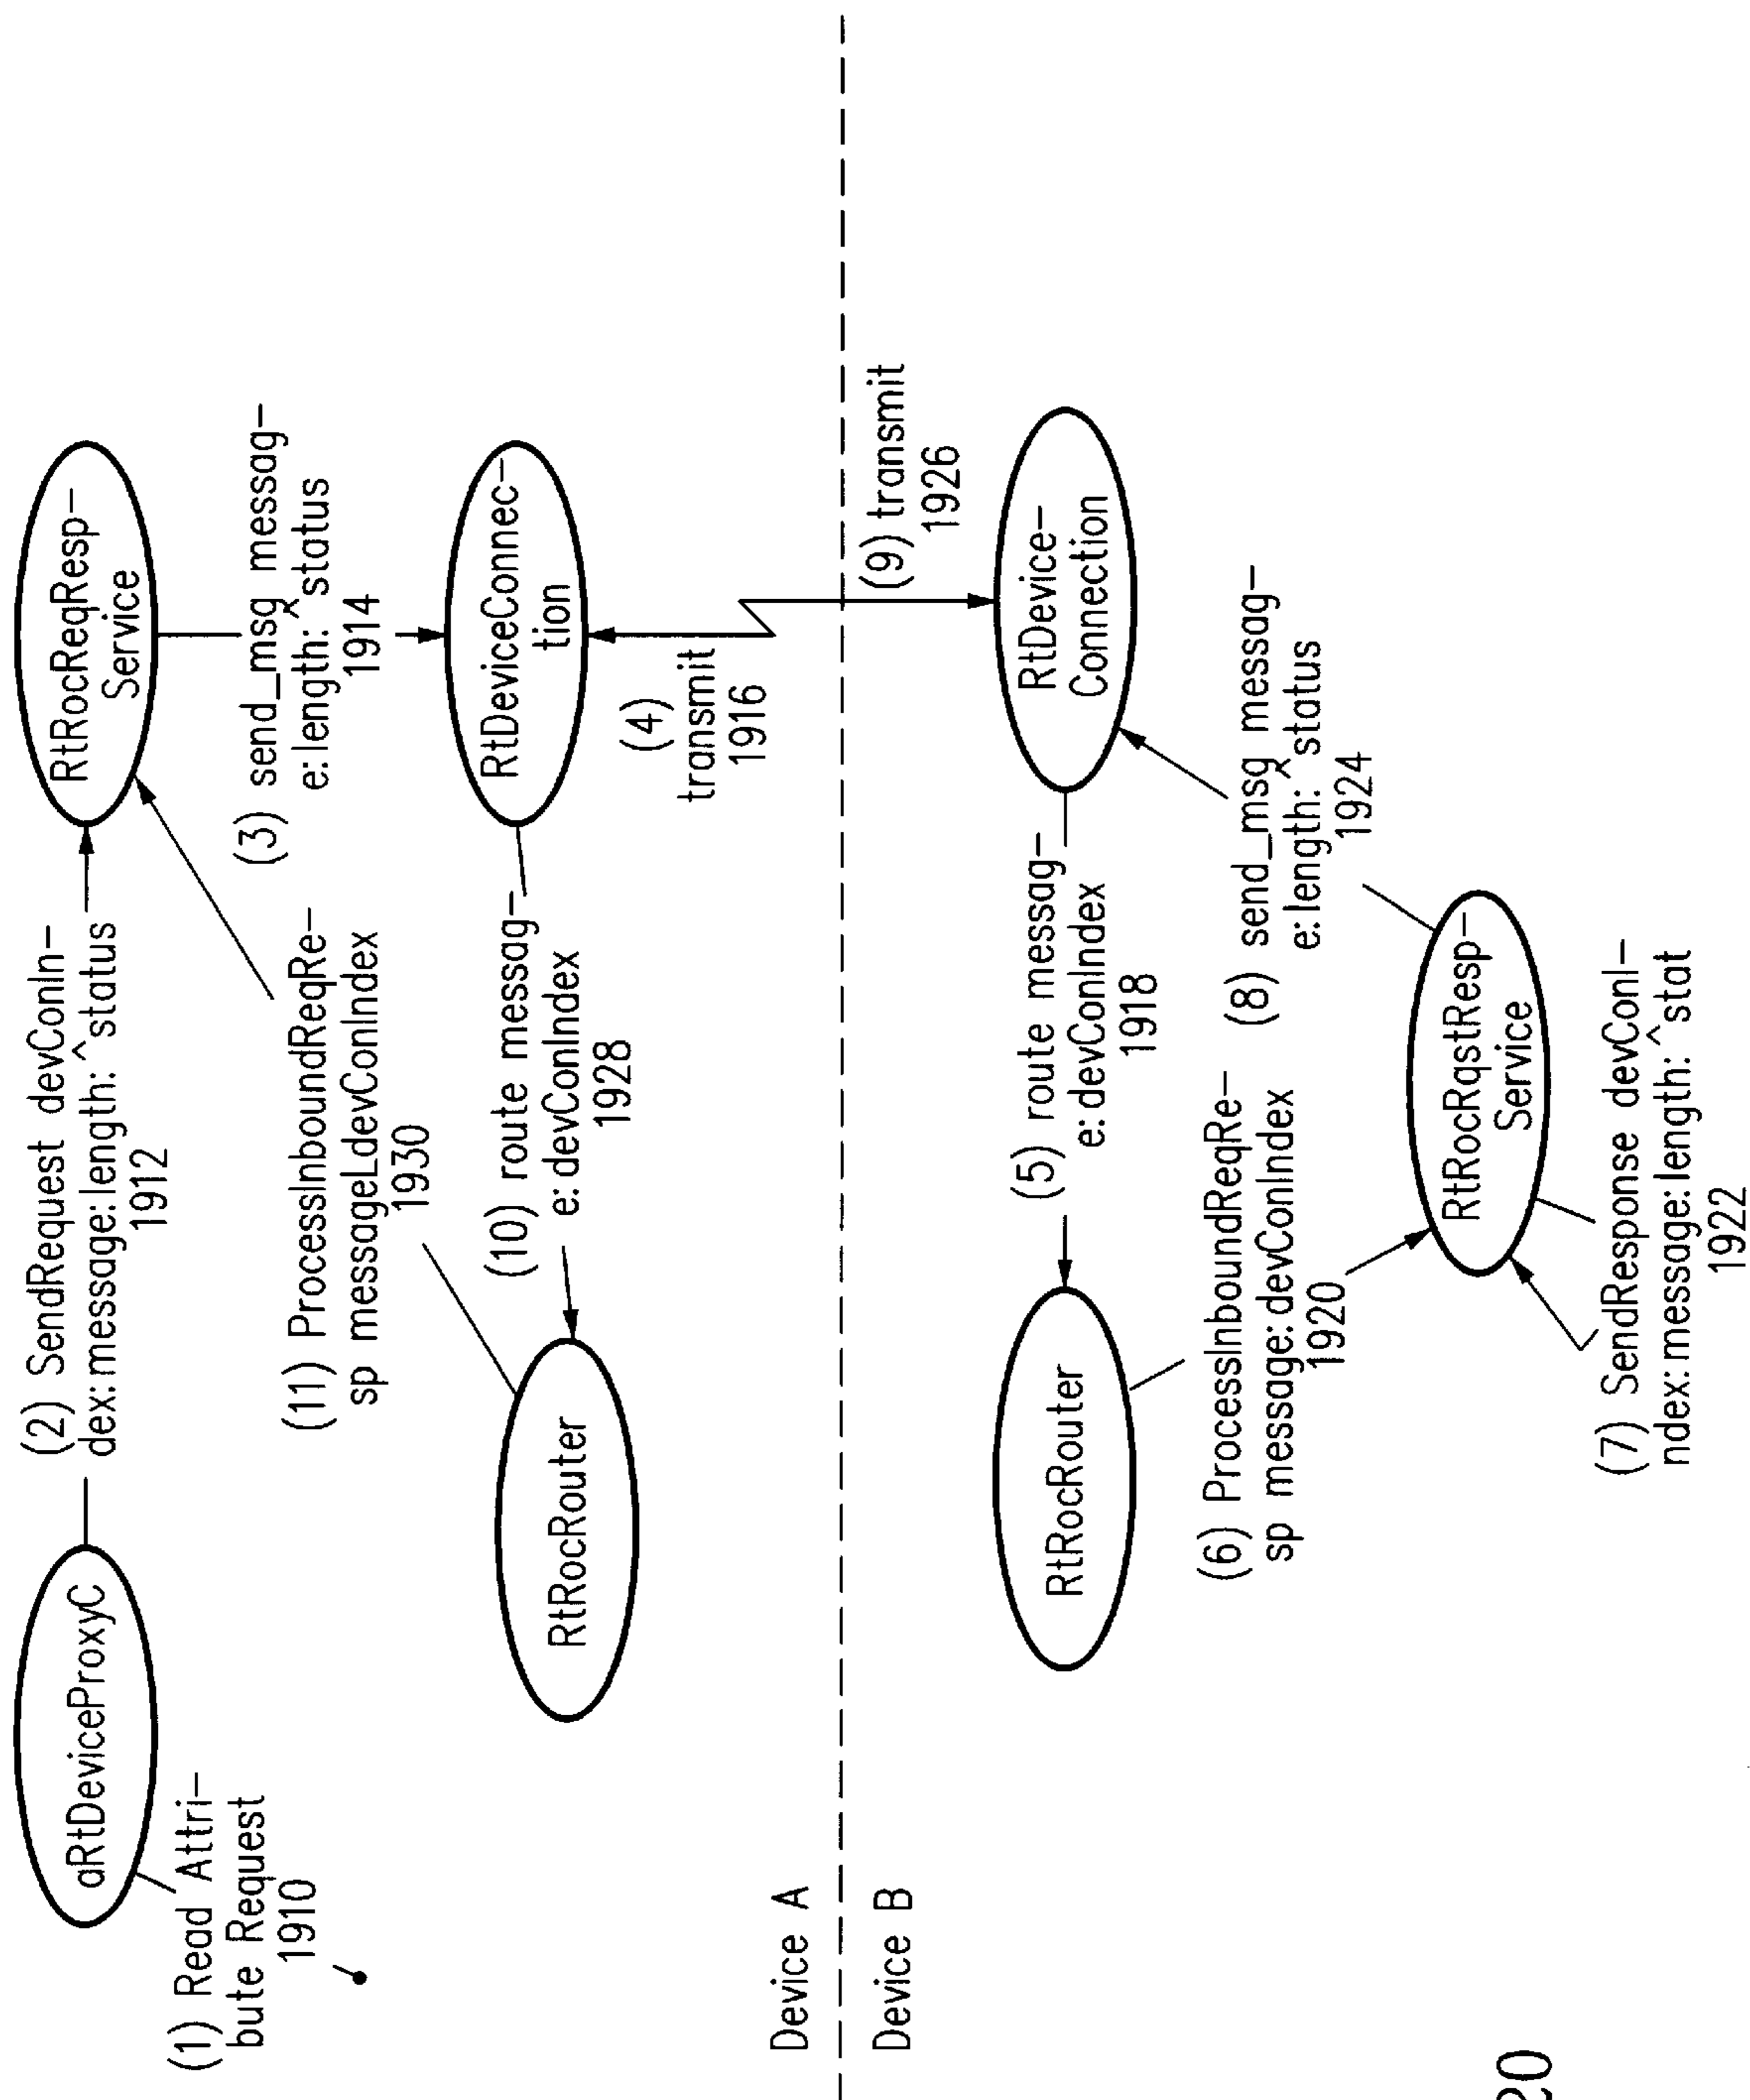 aRtDeviceProxyC
(1) Read Attri-
bute Request
1910
(2) SendRequest devConIn-
dex:message:length:^status
1912
RtRocReqResp-
Service
(3) send_msg messag-
e:length:^status
1914
(11) ProcessInboundReqRe-
sp messageLdevConIndex
1930
RtDeviceConnec-
tion
(10) route messag-
e:devConIndex
1928
RtRocRouter
(4)
transmit
1916
Device A
Device B
(9) transmit
1926
RtDevice-
Connection
(5) route messag-
e:devConIndex
1918
RtRocRouter
(6) ProcessInboundReqRe-
sp message:devConIndex
1920
(8) send_msg messag-
e:length:^status
1924
RtRocRqstResp-
Service
(7) SendResponse devConI-
ndex:message:length:^stat
1922
20